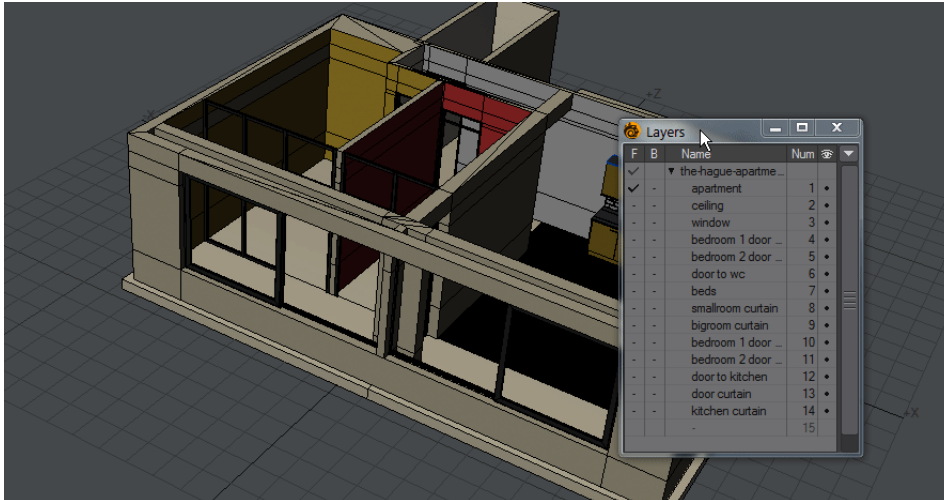 +Z
-X
+X
Layers
F B Name Num
the-hague-apartme...
apartment 1
ceiling 2
window 3
bedroom 1 door ... 4
bedroom 2 door ... 5
door to wc 6
beds 7
smallroom curtain 8
bigroom curtain 9
bedroom 1 door ... 10
bedroom 2 door ... 11
door to kitchen 12
door curtain 13
kitchen curtain 14
- 15